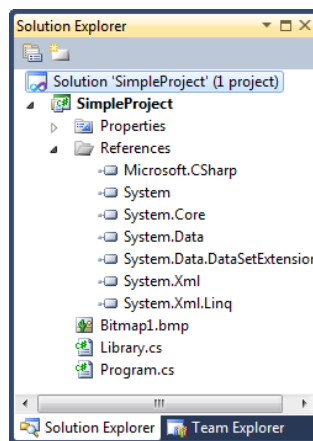 Solution Explorer
Solution 'SimpleProject' (1 project)
SimpleProject
Properties
References
Microsoft.CSharp
System
System.Core
System.Data
System.Data.DataSetExtension
System.Xml
System.Xml.Linq
Bitmap1.bmp
Library.cs
Program.cs
Solution Explorer Team Explorer